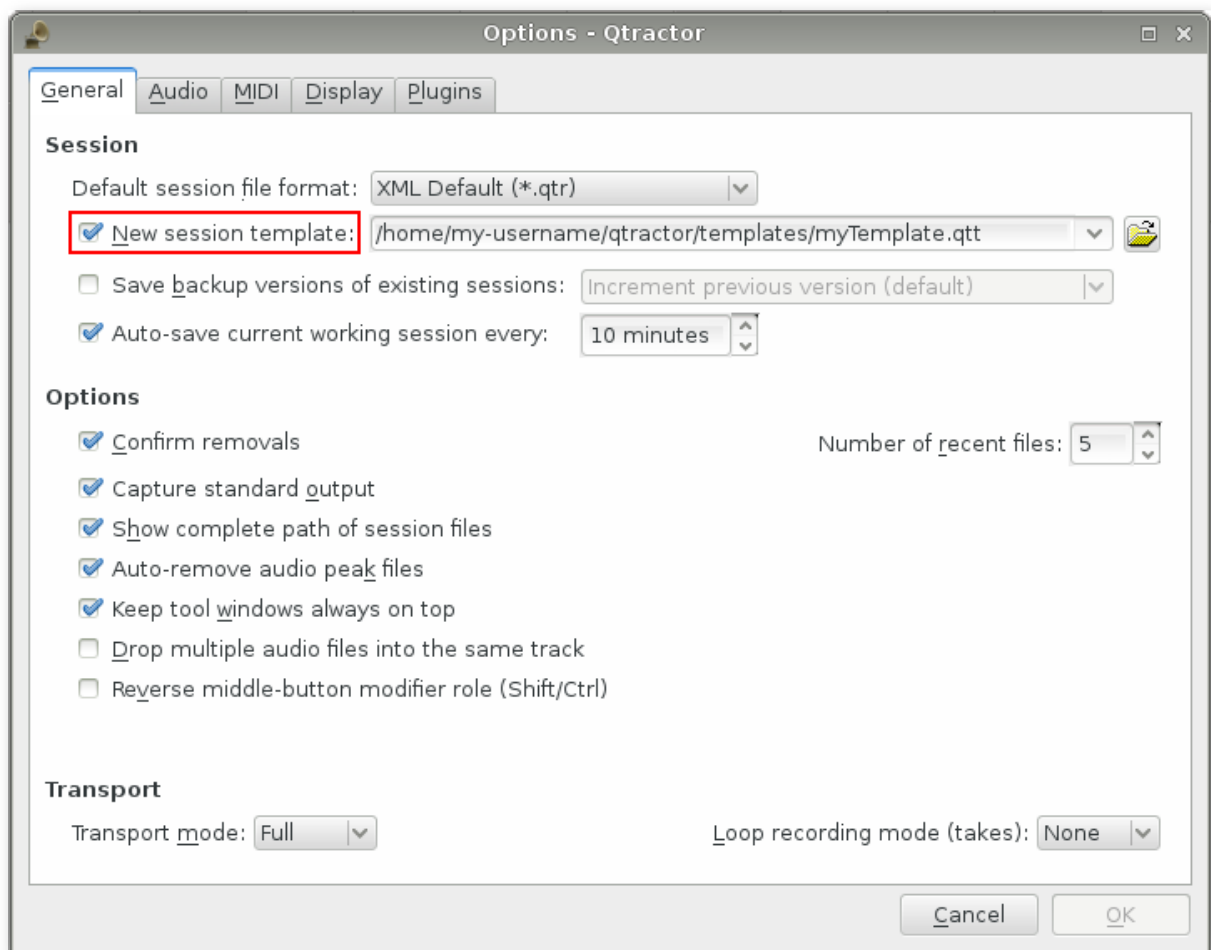 Options - Qtractor
General Audio MIDI Display Plugins
Session
Default session file format: XML Default (*.qtr)
New session template: /home/my-username/qtractor/templates/myTemplate.qtt
Save backup versions of existing sessions: Increment previous version (default)
Auto-save current working session every: 10 minutes
Options
Confirm removals Number of recent files: 5
Capture standard output
Show complete path of session files
Auto-remove audio peak files
Keep tool windows always on top
Drop multiple audio files into the same track
Reverse middle-button modifier role (Shift/Ctrl)
Transport
Transport mode: Full Loop recording mode (takes): None
Cancel OK